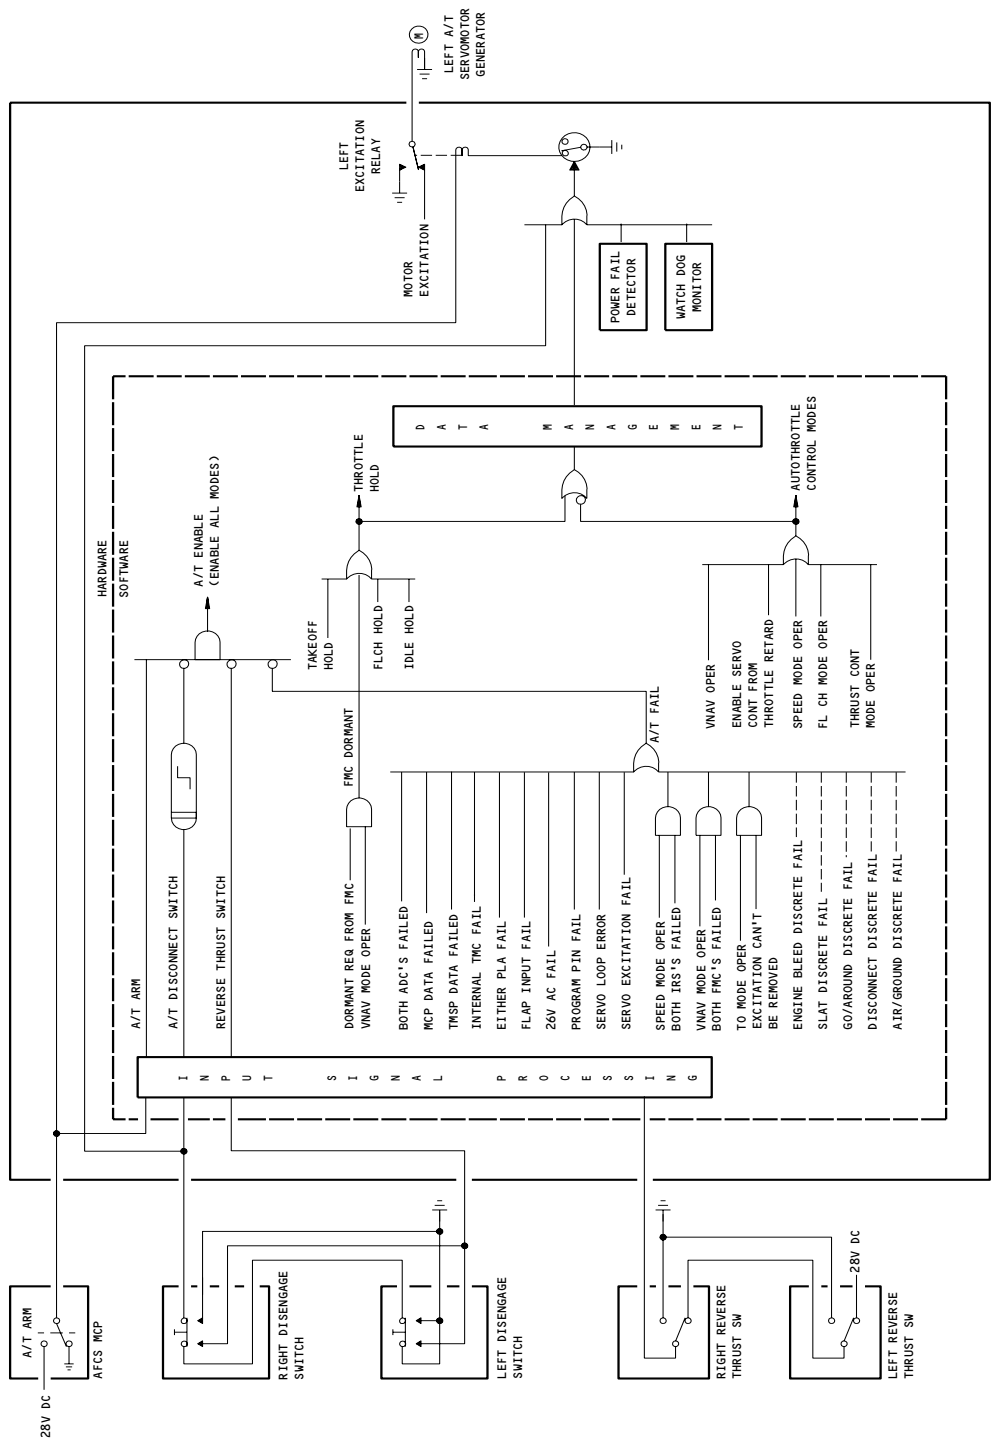 28V DC
A/T ARM
AFCS MCP
RIGHT DISENGAGE
SWITCH
LEFT DISENGAGE
SWITCH
RIGHT REVERSE
THRUST SW
28V DC
LEFT REVERSE
THRUST SW
INPUT SIGNAL PROCESSING
A/T ARM
A/T DISCONNECT SWITCH
REVERSE THRUST SWITCH
DORMANT REQ FROM FMC
VNAV MODE OPER
FMC DORMANT
BOTH ADC'S FAILED
MCP DATA FAILED
TMSP DATA FAILED
INTERNAL TMC FAIL
EITHER PLA FAIL
FLAP INPUT FAIL
26V AC FAIL
PROGRAM PIN FAIL
SERVO LOOP ERROR
SERVO EXCITATION FAIL
SPEED MODE OPER
BOTH IRS'S FAILED
VNAV MODE OPER
BOTH FMC'S FAILED
TO MODE OPER
EXCITATION CAN'T
BE REMOVED
ENGINE BLEED DISCRETE FAIL
SLAT DISCRETE FAIL
GO/AROUND DISCRETE FAIL
DISCONNECT DISCRETE FAIL
AIR/GROUND DISCRETE FAIL
A/T FAIL
HARDWARE
SOFTWARE
A/T ENABLE
(ENABLE ALL MODES)
TAKEOFF
HOLD
FLCH HOLD
IDLE HOLD
THROTTLE
HOLD
VNAV OPER
ENABLE SERVO
CONT FROM
THROTTLE RETARD
SPEED MODE OPER
FL CH MODE OPER
THRUST CONT
MODE OPER
AUTOTHROTTLE
CONTROL MODES
DATA MANAGEMENT
POWER FAIL
DETECTOR
WATCH DOG
MONITOR
MOTOR
EXCITATION
LEFT
EXCITATION
RELAY
M
LEFT A/T
SERVOMOTOR
GENERATOR